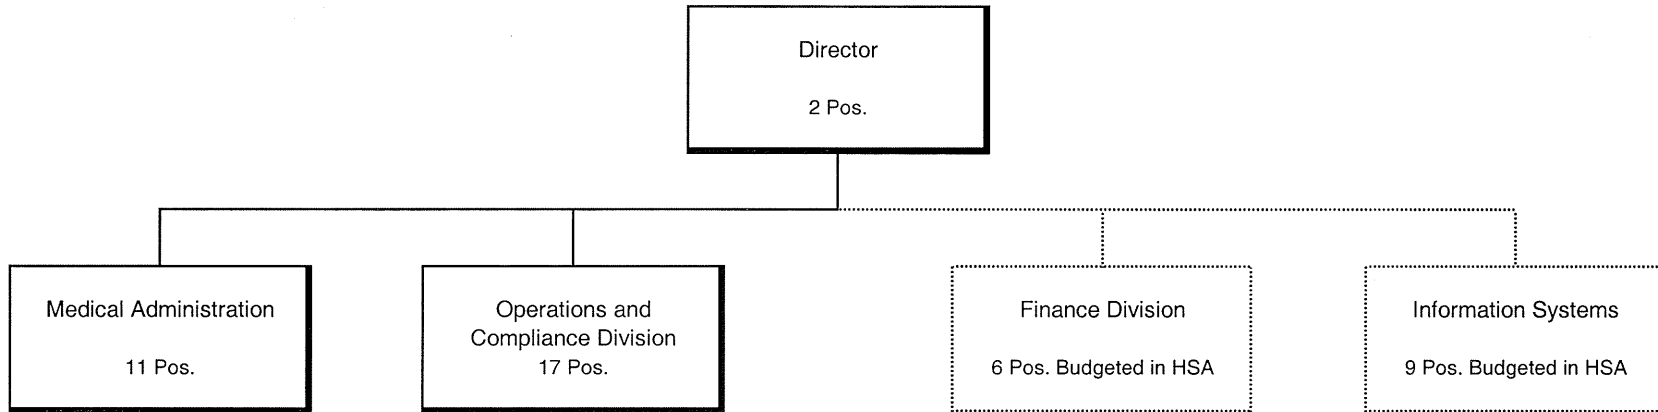 Director
2 Pos.
Medical Administration
11 Pos.
Operations and
Compliance Division
17 Pos.
Finance Division
6 Pos. Budgeted in HSA
Information Systems
9 Pos. Budgeted in HSA